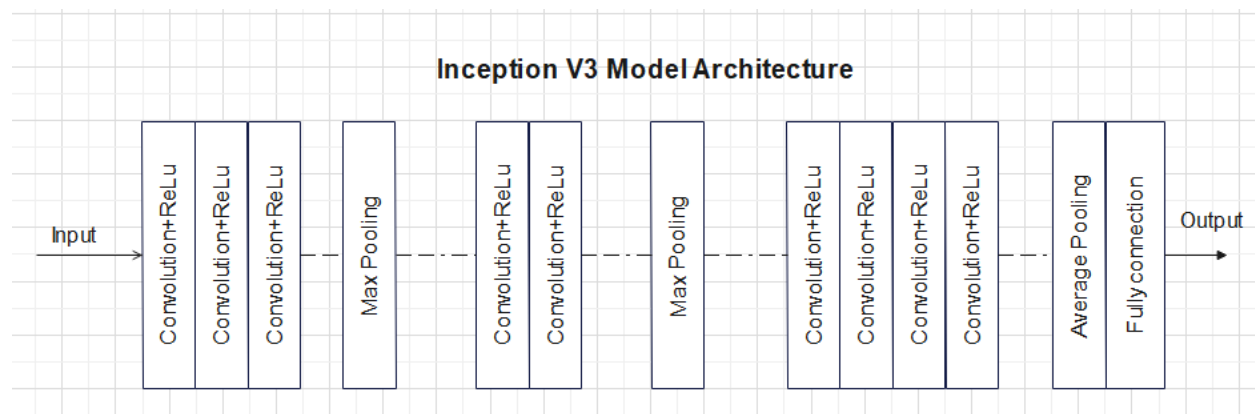 Inception V3 Model Architecture
Input
Convolution+ReLu
Convolution+ReLu
Convolution+ReLu
Max Pooling
Convolution+ReLu
Convolution+ReLu
Max Pooling
Convolution+ReLu
Convolution+ReLu
Convolution+ReLu
Convolution+ReLu
Average Pooling
Fully connection
Output